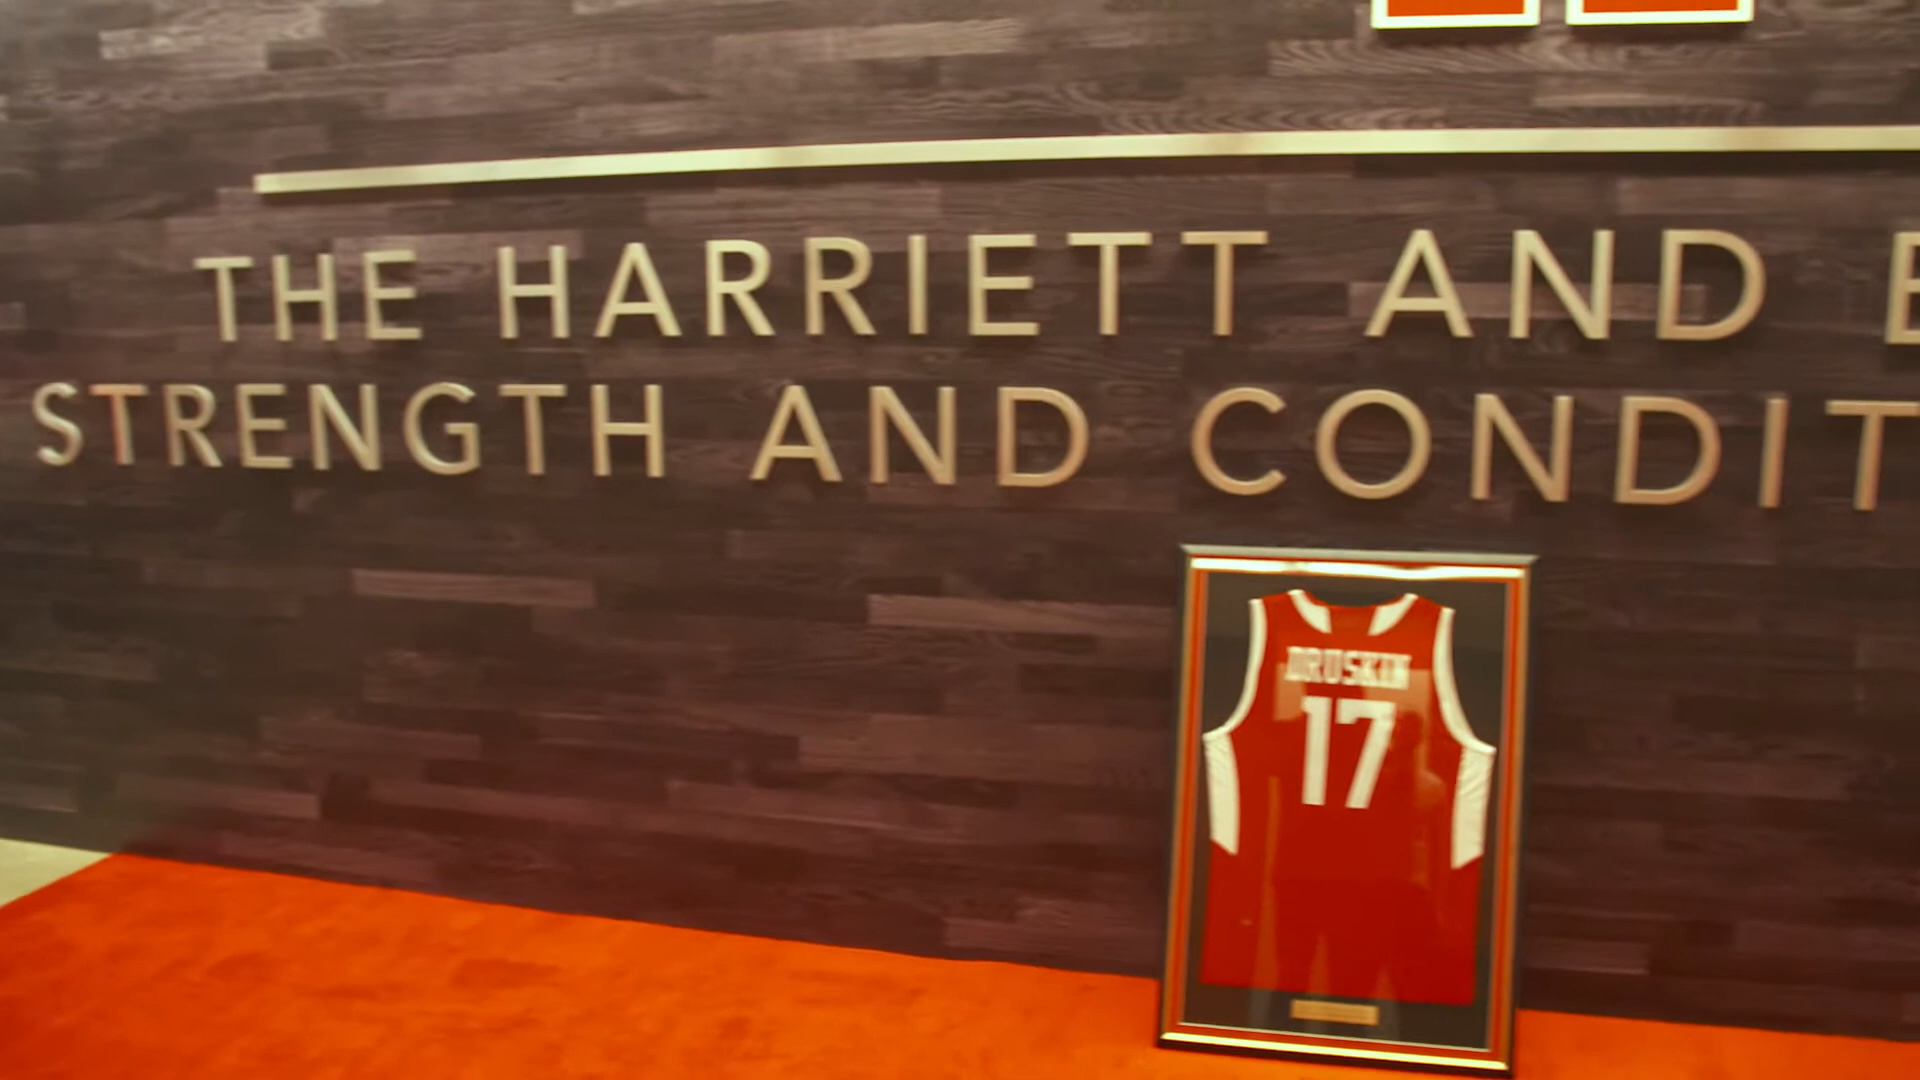 THE HARRIETT AND
STRENGTH AND CONDIT
DRUSKIN
17